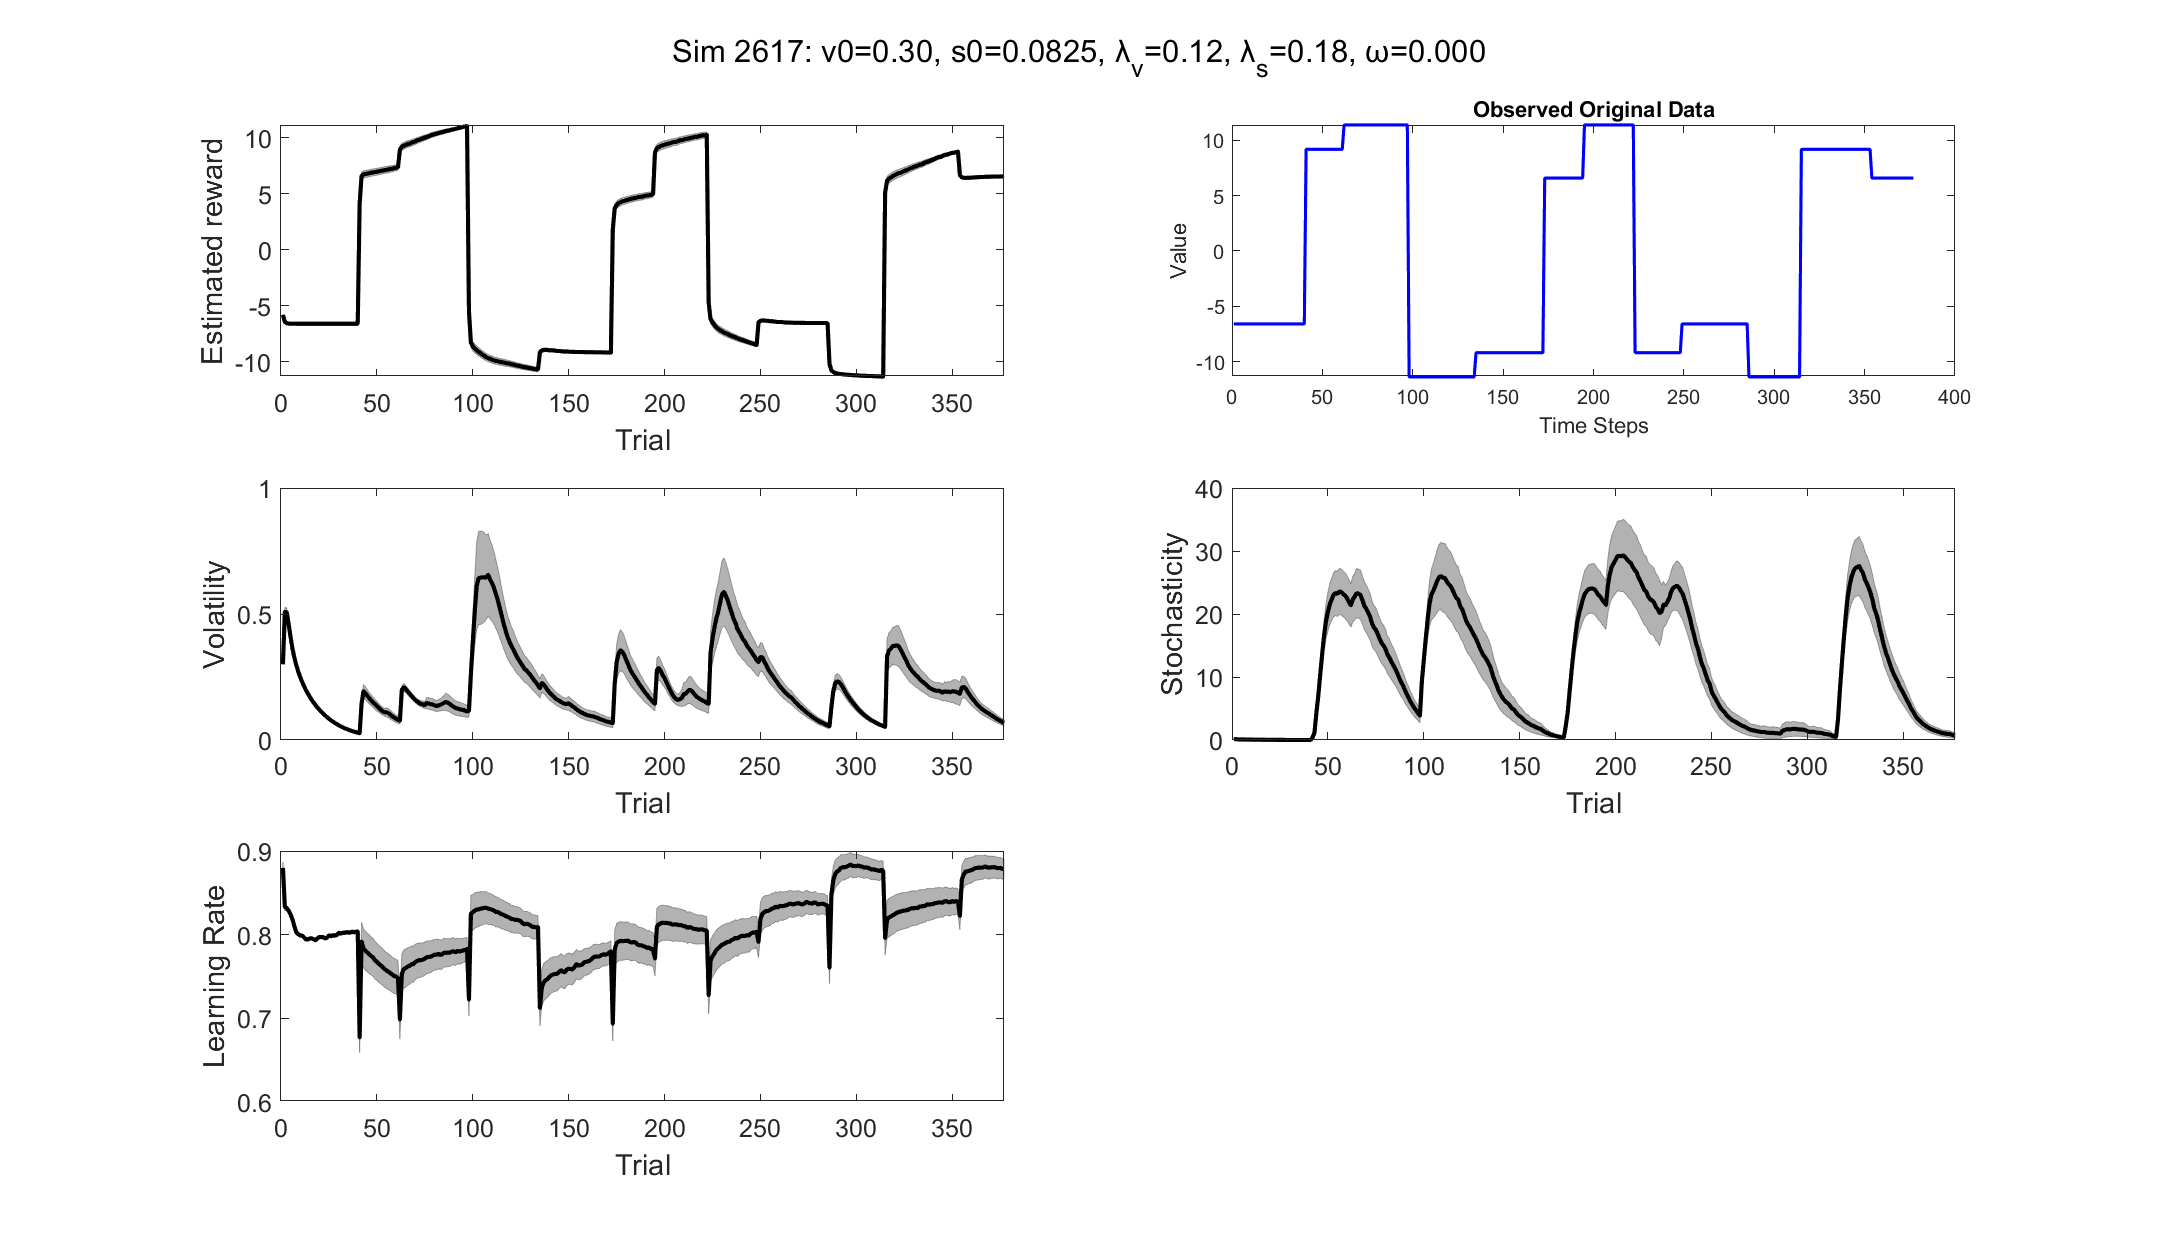 Sim 2617: v0=0.30, s0=0.0825, λ_v=0.12, λ_s=0.18, ω=0.000
Estimated reward
10
5
0
-5
-10
0 50 100 150 200 250 300 350
Trial
Observed Original Data
Value
10
5
0
-5
-10
0 50 100 150 200 250 300 350 400
Time Steps
Volatility
1
0.5
0
0 50 100 150 200 250 300 350
Trial
Stochasticity
40
30
20
10
0
0 50 100 150 200 250 300 350
Trial
Learning Rate
0.9
0.8
0.7
0.6
0 50 100 150 200 250 300 350
Trial